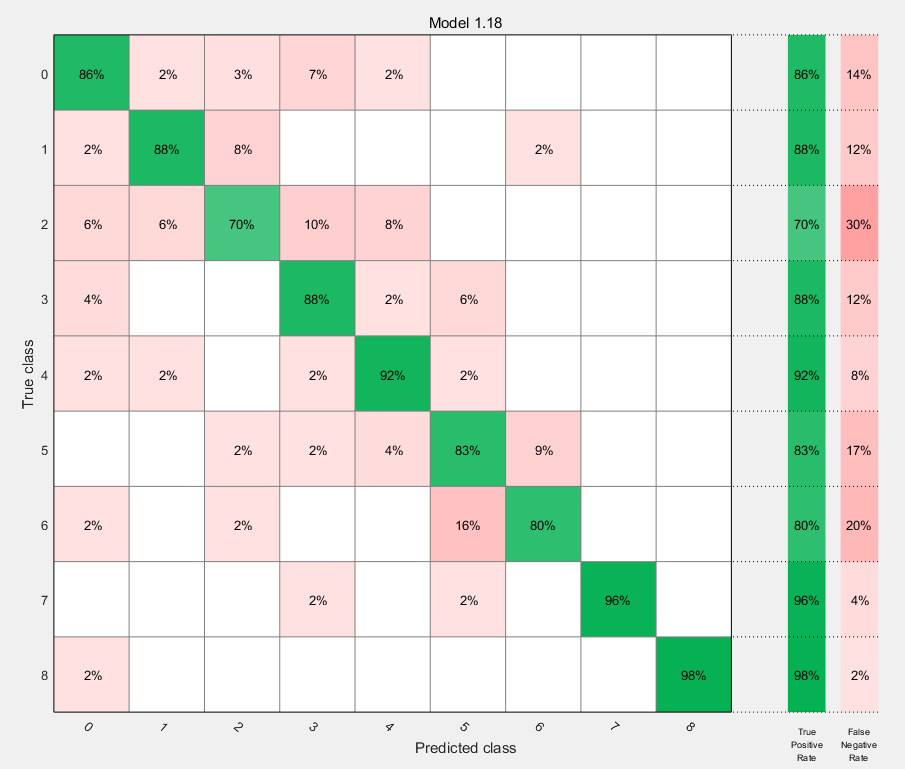 Model 1.18
0 86% 2% 3% 7% 2% 86% 14%
1 2% 88% 8% 2% 88% 12%
2 6% 6% 70% 10% 8% 70% 30%
3 4% 88% 2% 6% 88% 12%
4 2% 2% 2% 92% 2% 92% 8%
5 2% 2% 4% 83% 9% 83% 17%
6 2% 2% 16% 80% 80% 20%
7 2% 2% 96% 96% 4%
8 2% 98% 98% 2%
True class
0 1 2 3 4 5 6 7 8
Predicted class
True Positive Rate
False Negative Rate